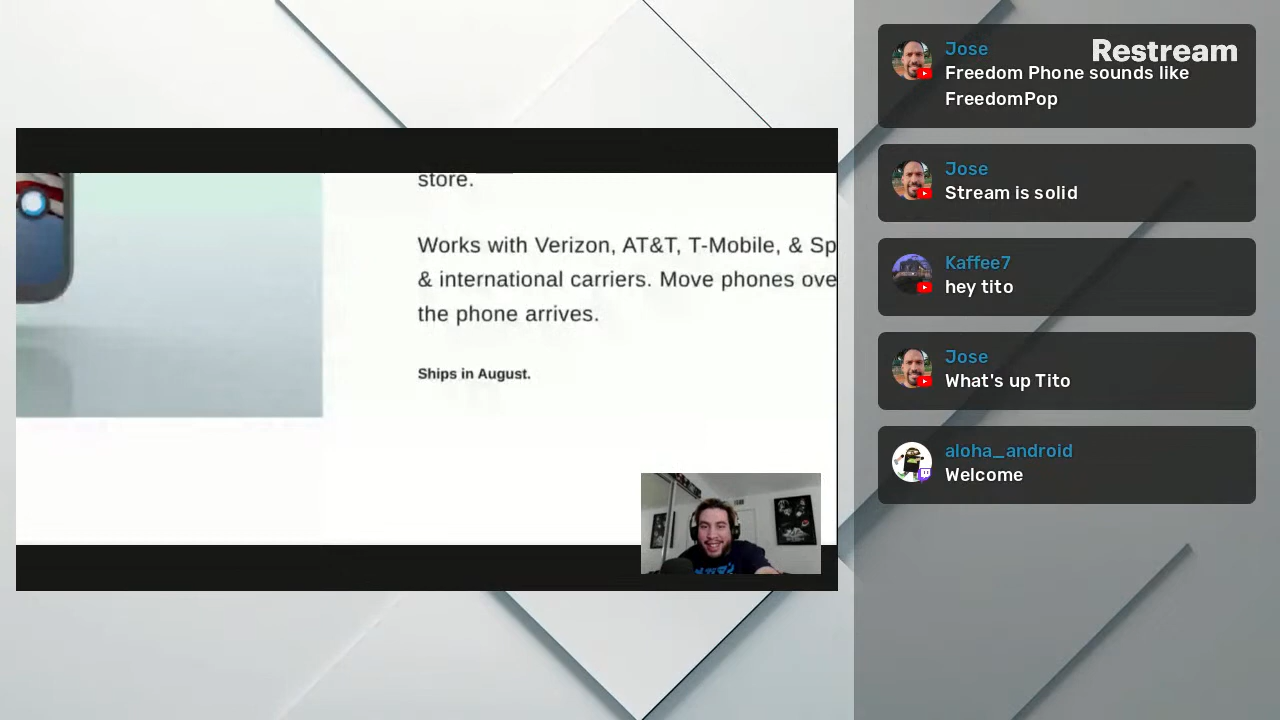 store.
Works with Verizon, AT&T, T-Mobile, & Sp
& international carriers. Move phones ove
the phone arrives.
Ships in August.
Restream
Jose
Freedom Phone sounds like
FreedomPop
Jose
Stream is solid
Kaffee7
hey tito
Jose
What's up Tito
aloha_android
Welcome